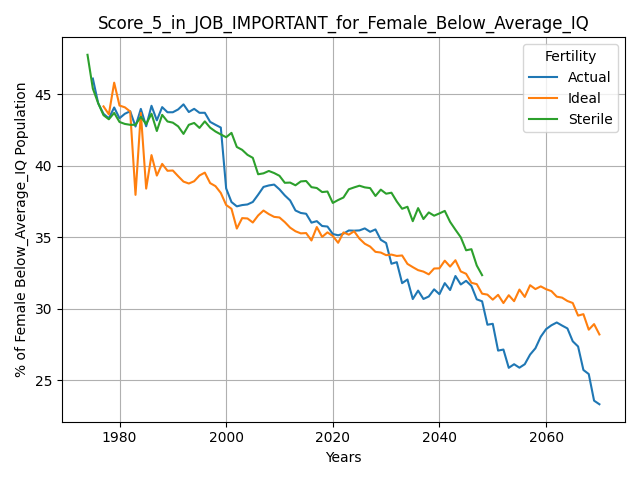 Score_5_in_JOB_IMPORTANT_for_Female_Below_Average_IQ
Fertility
Actual
Ideal
Sterile
% of Female Below_Average_IQ Population
45
40
35
30
25
1980
2000
2020
2040
2060
Years